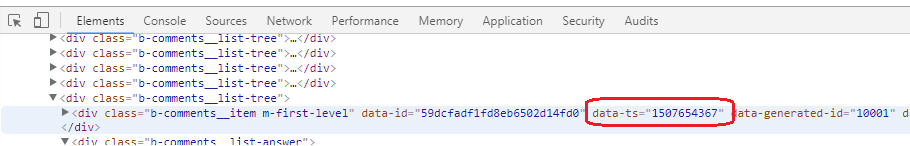 Elements Console Sources Network Performance Memory Application Security Audits
▶<div class="b-comments__list-tree">…</div>
▶<div class="b-comments__list-tree">…</div>
▶<div class="b-comments__list-tree">…</div>
▶<div class="b-comments__list-tree">…</div>
▼<div class="b-comments__list-tree">
▶<div class="b-comments__item m-first-level" data-id="59dcfadf1fd8eb6502d14fd0" data-ts="1507654367" data-generated-id="10001" d
</div>
▼<div class="b-comments__list-answer">